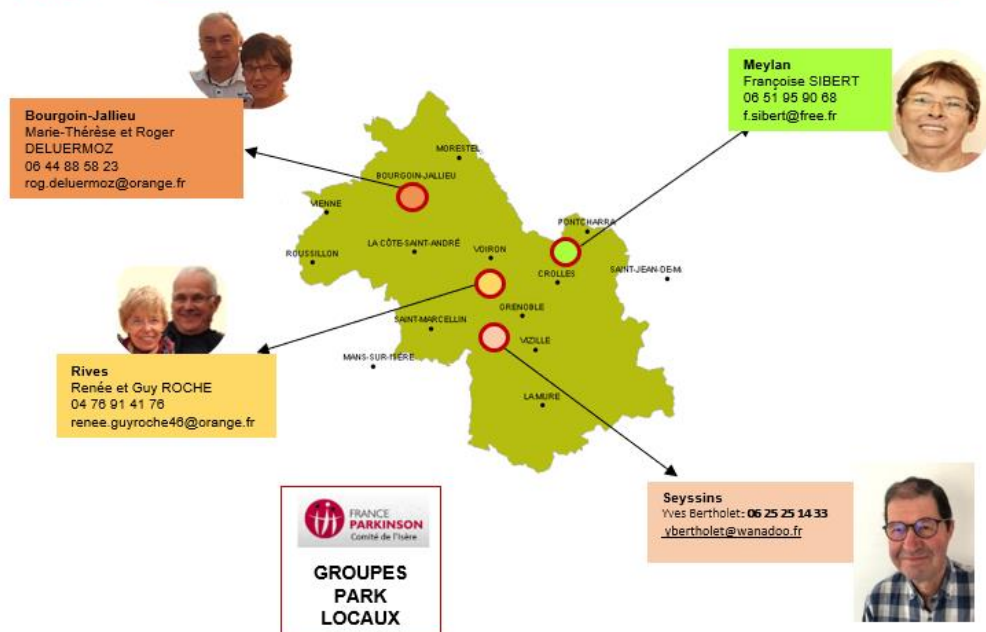 Bourgoin-Jallieu
Marie-Thérèse et Roger
DELUERMOZ
06 44 88 58 23
rog.deluermoz@orange.fr
Meylan
Françoise SIBERT
06 51 95 90 68
f.sibert@free.fr
MORESTEL
BOURGOIN-JALLIEU
VIENNE
PONTCHARRA
LA CÔTE-SAINT-ANDRÉ
VOIRON
ROUSSILLON
CROLLES
SAINT-JEAN-DE-M
GRENOBLE
SAINT-MARCELLIN
VIZILLE
MANS-SUR-ISÈRE
LA MURE
Rives
Renée et Guy ROCHE
04 76 91 41 76
renee.guyroche46@orange.fr
Seyssins
Yves Bertholet: 06 25 25 14 33
ybertholet@wanadoo.fr
FRANCE
PARKINSON
Comité de l'Isère
GROUPES
PARK
LOCAUX